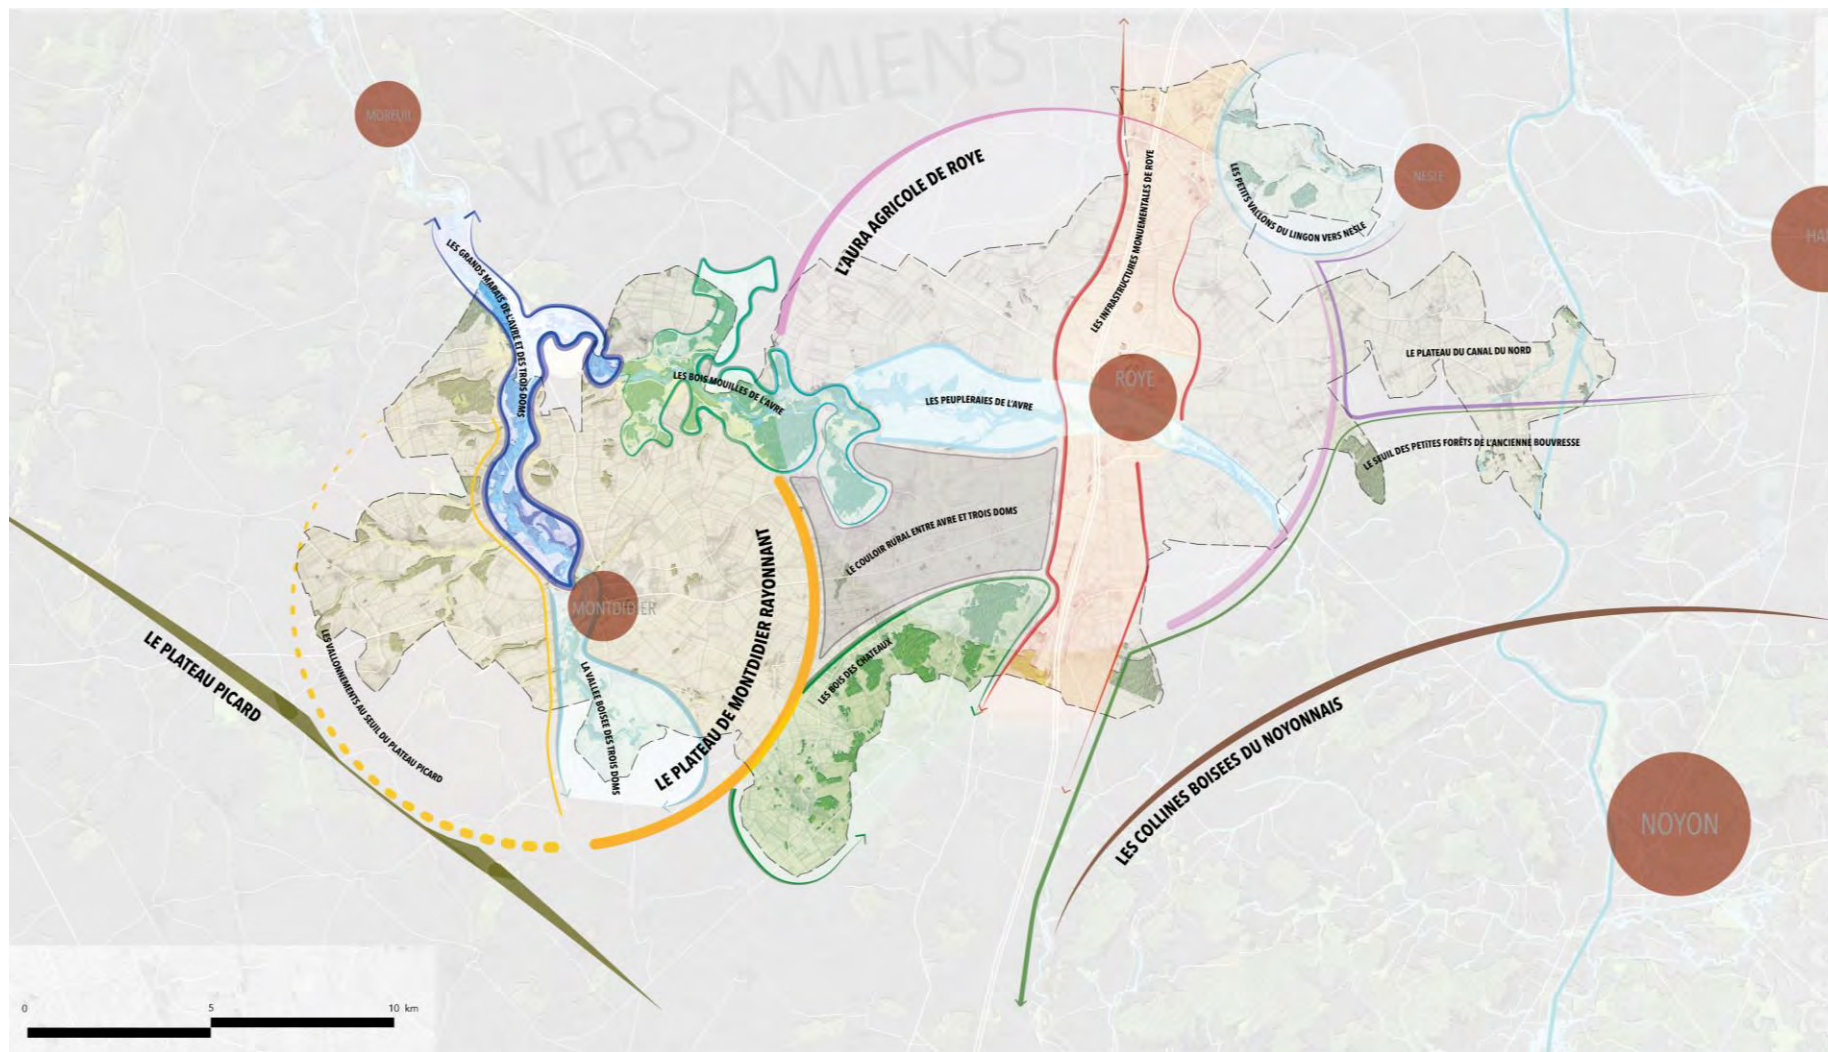 VERS AMIENS
MOREUIL
NESLE
HA
L'AURA AGRICOLE DE ROYE
LES INFRASTRUCTURES MONUEMENTALES DE ROYE
LES PETITS VALLONS DU LINGON VERS NESLE
LES GRANDS MARAIS DE L'AVRE ET DES TROIS DOMS
LES BOIS MOUILLES DE L'AVRE
LES PEUPLERAIES DE L'AVRE
ROYE
LE PLATEAU DU CANAL DU NORD
LE SEUIL DES PETITES FORÊTS DE L'ANCIENNE BOUVRESSE
LE COULOIR RURAL ENTRE AVRE ET TROIS DOMS
MONTDIDIER
LE PLATEAU DE MONTDIDIER RAYONNANT
LES BOIS DES CHATEAUX
LA VALLEE BOISEE DES TROIS DOMS
LE PLATEAU PICARD
LES VALLONNEMENTS AU SEUIL DU PLATEAU PICARD
LES COLLINES BOISEES DU NOYONNAIS
NOYON
0 5 10 km